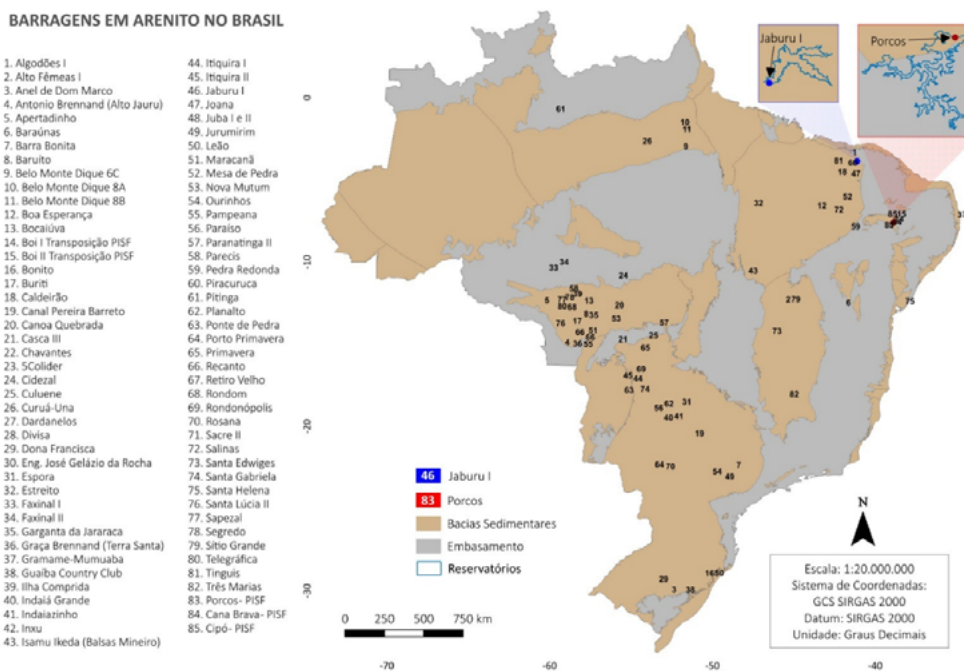 BARRAGENS EM ARENITO NO BRASIL
1. Algodões I
2. Alto Fêmeas I
3. Anel de Dom Marco
4. Antonio Brennand (Alto Jauru)
5. Apertadinho
6. Baraúnas
7. Barra Bonita
8. Baruito
9. Belo Monte Dique 6C
10. Belo Monte Dique 8A
11. Belo Monte Dique 8B
12. Boa Esperança
13. Bocaiúva
14. Boi I Transposição PISF
15. Boi II Transposição PISF
16. Bonito
17. Buriti
18. Caldeirão
19. Canal Pereira Barreto
20. Canoa Quebrada
21. Casca III
22. Chavantes
23. SColider
24. Cidezal
25. Culuene
26. Curuá-Una
27. Dardanelos
28. Divisa
29. Dona Francisca
30. Eng. José Gelázio da Rocha
31. Espora
32. Estreito
33. Faxinal I
34. Faxinal II
35. Garganta da Jararaca
36. Graça Brennand (Terra Santa)
37. Gramame-Mumuaba
38. Guaíba Country Club
39. Ilha Comprida
40. Indaiá Grande
41. Indaiazinho
42. Inxu
43. Isamu Ikeda (Balsas Mineiro)
44. Itiquira I
45. Itiquira II
46. Jaburu I
47. Joana
48. Juba I e II
49. Jurumirim
50. Leão
51. Maracanã
52. Mesa de Pedra
53. Nova Mutum
54. Ourinhos
55. Pampeana
56. Paraíso
57. Paranatinga II
58. Parecis
59. Pedra Redonda
60. Piracuruca
61. Pitinga
62. Planalto
63. Ponte de Pedra
64. Porto Primavera
65. Primavera
66. Recanto
67. Retiro Velho
68. Rondom
69. Rondonópolis
70. Rosana
71. Sacre II
72. Salinas
73. Santa Edwiges
74. Santa Gabriela
75. Santa Helena
76. Santa Lúcia II
77. Sapezal
78. Segredo
79. Sítio Grande
80. Telegráfica
81. Tinguis
82. Três Marias
83. Porcos- PISF
84. Cana Brava- PISF
85. Cipó- PISF
Jaburu I
Porcos
0
-10
-20
-30
61
10
11
26
9
1
81
18
47
52
32
12
72
59
43
33
34
24
5
13
20
53
57
76
17
8
35
51
4
36
55
21
25
65
69
45
44
63
74
62
31
56
40
41
19
64
70
54
7
49
279
73
6
75
82
29
3
38
46 Jaburu I
83 Porcos
Bacias Sedimentares
Embasamento
Reservatórios
0 250 500 750 km
N
Escala: 1:20.000.000
Sistema de Coordenadas:
GCS SIRGAS 2000
Datum: SIRGAS 2000
Unidade: Graus Decimais
-70 -60 -50 -40